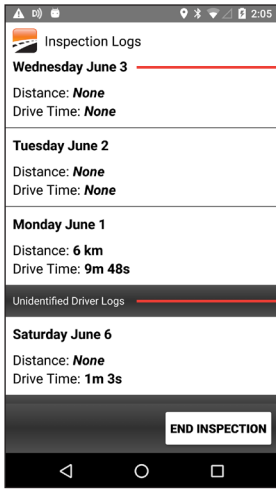 2:05
Inspection Logs
Wednesday June 3
Distance: None
Drive Time: None
Tuesday June 2
Distance: None
Drive Time: None
Monday June 1
Distance: 6 km
Drive Time: 9m 48s
Unidentified Driver Logs
Saturday June 6
Distance: None
Drive Time: 1m 3s
END INSPECTION